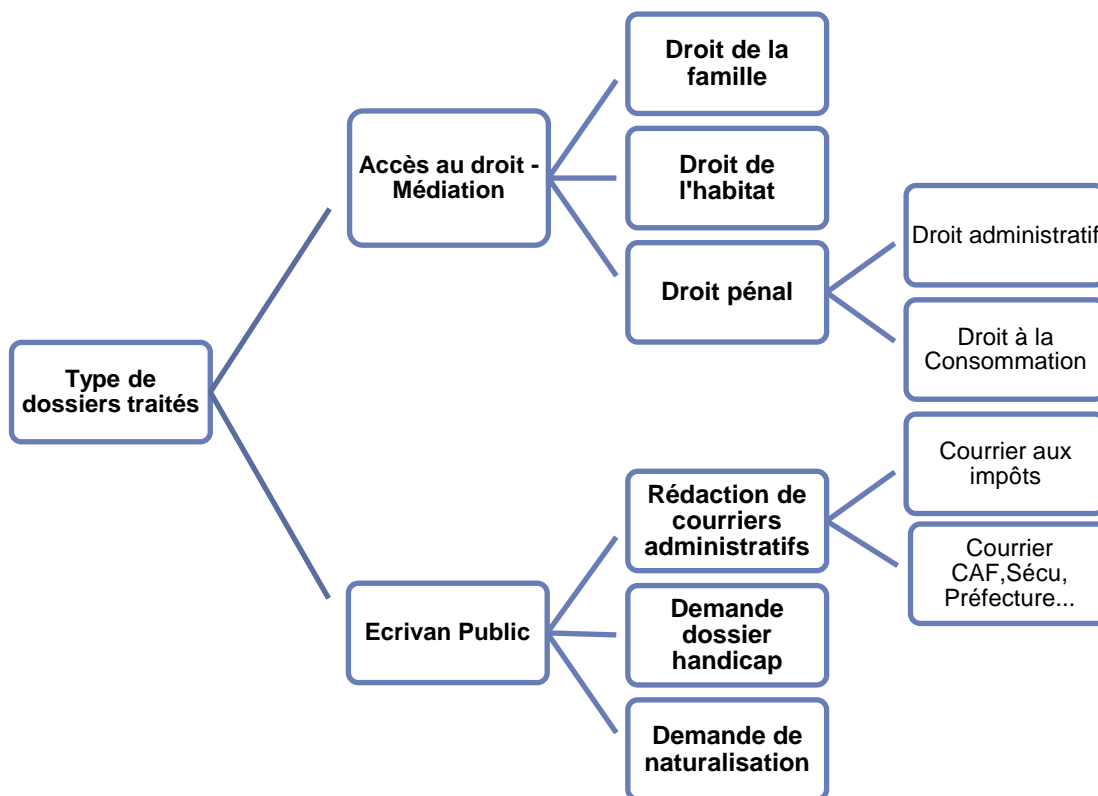 Type de
dossiers traités
Accès au droit -
Médiation
Droit de la
famille
Droit de
l'habitat
Droit pénal
Droit administratif
Droit à la
Consommation
Ecrivan Public
Rédaction de
courriers
administratifs
Courrier aux
impôts
Courrier
CAF,Sécu,
Préfecture...
Demande
dossier
handicap
Demande de
naturalisation